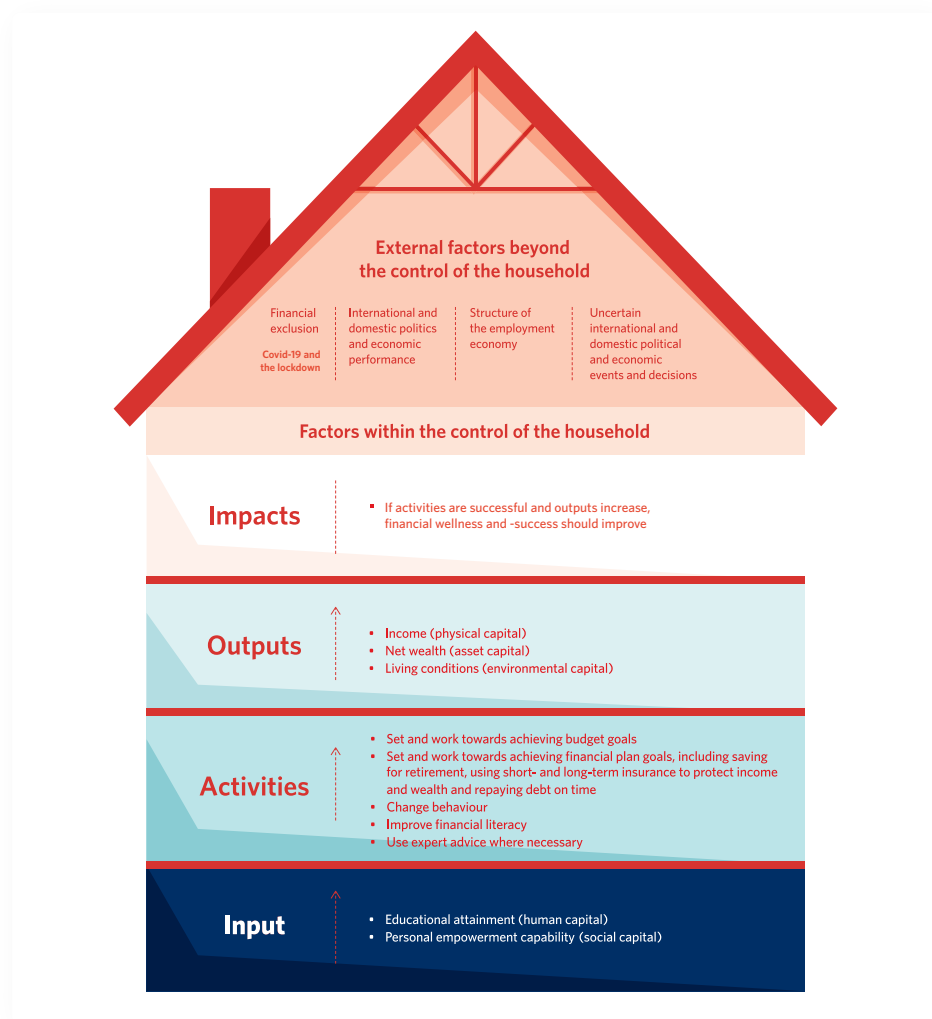 External factors beyond
the control of the household
Financial
exclusion
Covid-19 and
the lockdown
International and
domestic politics
and economic
performance
Structure of
the employment
economy
Uncertain
international and
domestic political
and economic
events and decisions
Factors within the control of the household
Impacts
▪ If activities are successful and outputs increase,
financial wellness and -success should improve
Outputs
▪ Income (physical capital)
▪ Net wealth (asset capital)
▪ Living conditions (environmental capital)
Activities
▪ Set and work towards achieving budget goals
▪ Set and work towards achieving financial plan goals, including saving
for retirement, using short- and long-term insurance to protect income
and wealth and repaying debt on time
▪ Change behaviour
▪ Improve financial literacy
▪ Use expert advice where necessary
Input
▪ Educational attainment (human capital)
▪ Personal empowerment capability (social capital)